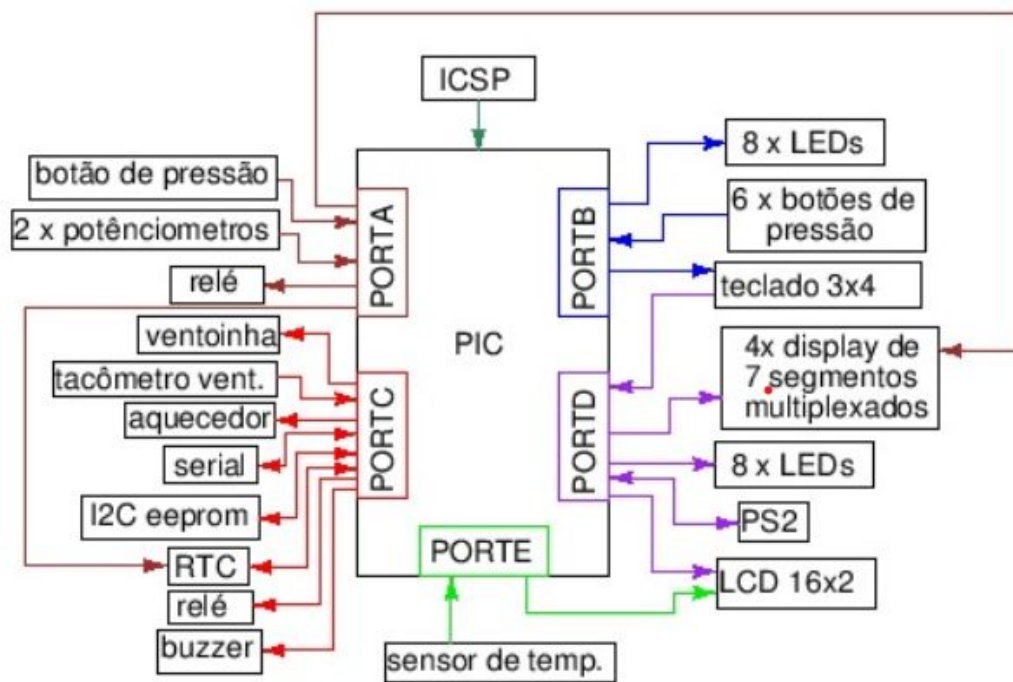 ICSP
botão de pressão
2 x potênciometros
relé
ventoinha
tacômetro vent.
aquecedor
serial
I2C eeprom
RTC
relé
buzzer
PORTA
PORTC
PIC
PORTB
PORTD
PORTE
sensor de temp.
8 x LEDs
6 x botões de
pressão
teclado 3x4
4x display de
7 segmentos
multiplexados
8 x LEDs
PS2
LCD 16x2